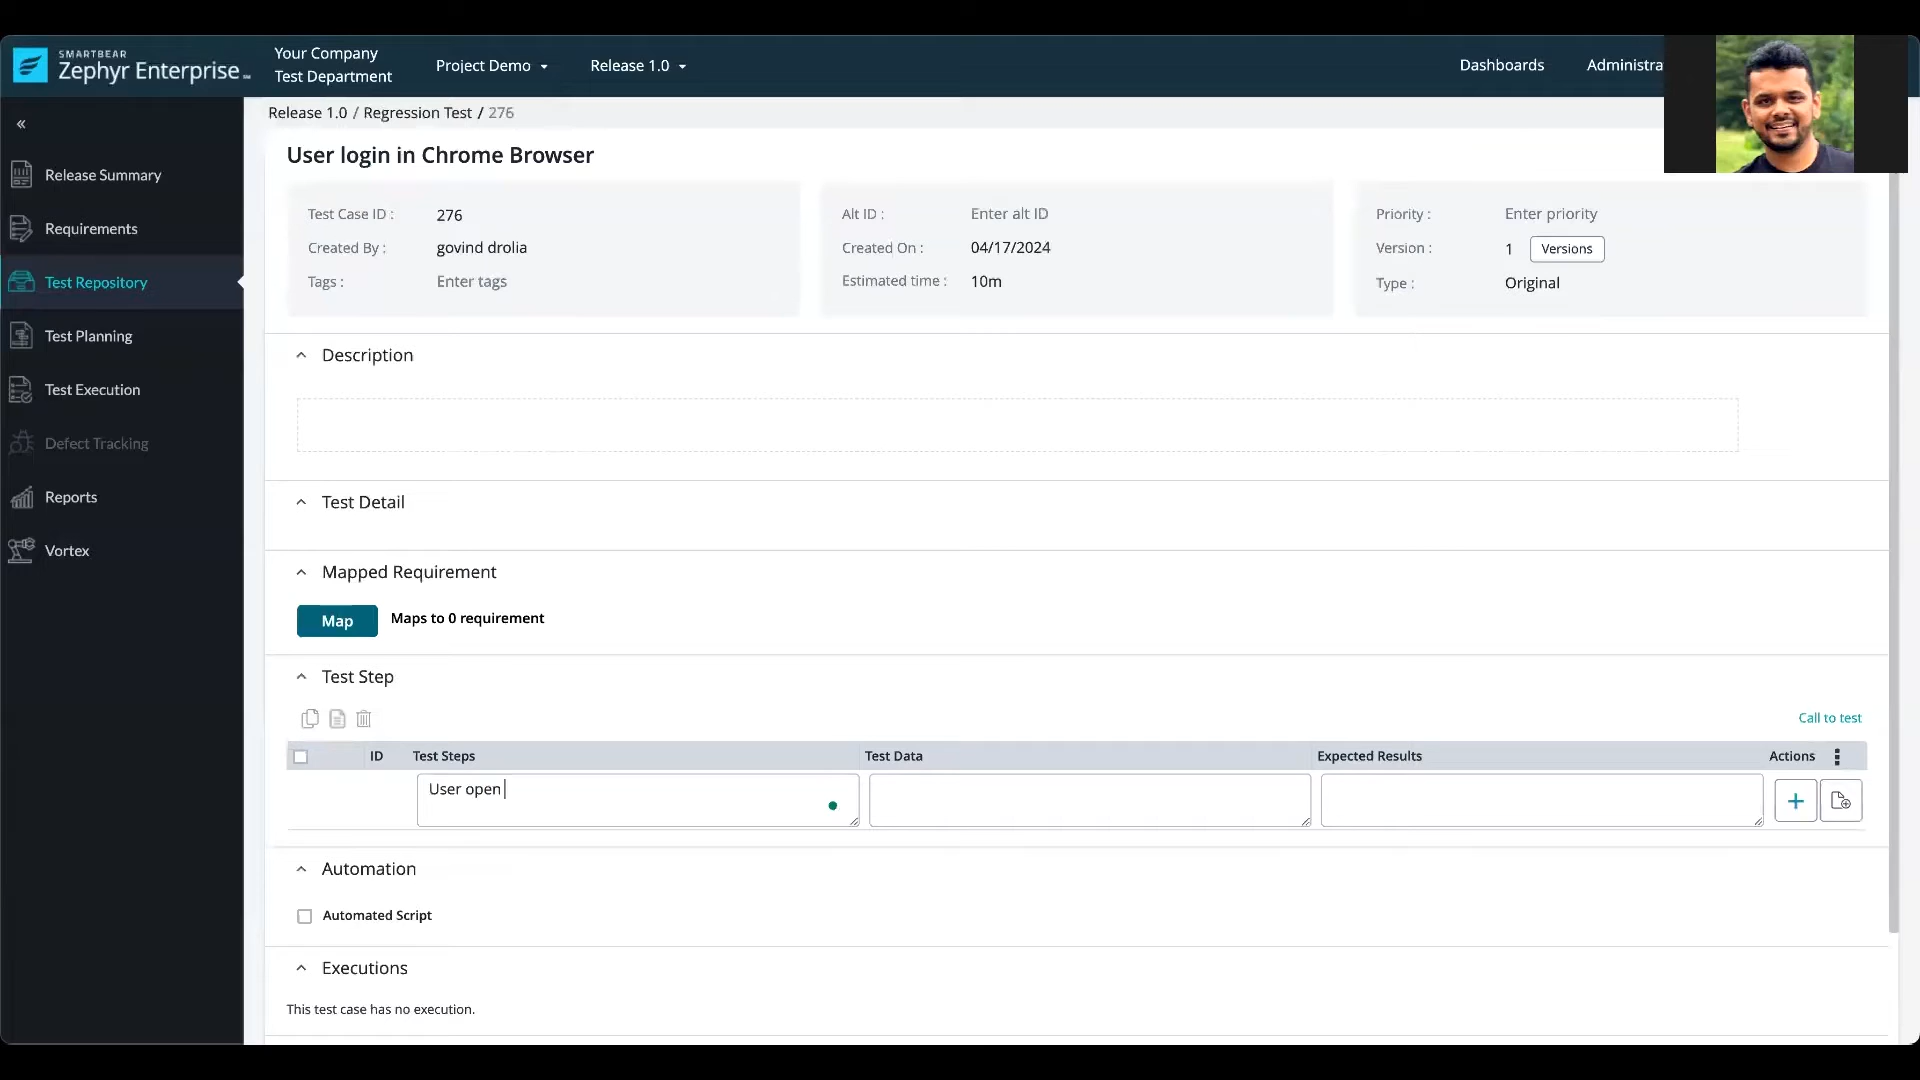 SMARTBEAR
Zephyr Enterprise
Your Company
Test Department
Project Demo
Release 1.0
Dashboards
Administra
«
Release Summary
Requirements
Test Repository
Test Planning
Test Execution
Defect Tracking
Reports
Vortex
Release 1.0 / Regression Test / 276
User login in Chrome Browser
Test Case ID : 276
Created By : govind drolia
Tags : Enter tags
Alt ID : Enter alt ID
Created On : 04/17/2024
Estimated time : 10m
Priority : Enter priority
Version : 1 Versions
Type : Original
Description
Test Detail
Mapped Requirement
Map Maps to 0 requirement
Test Step
Call to test
ID Test Steps Test Data Expected Results Actions
User open
Automation
Automated Script
Executions
This test case has no execution.